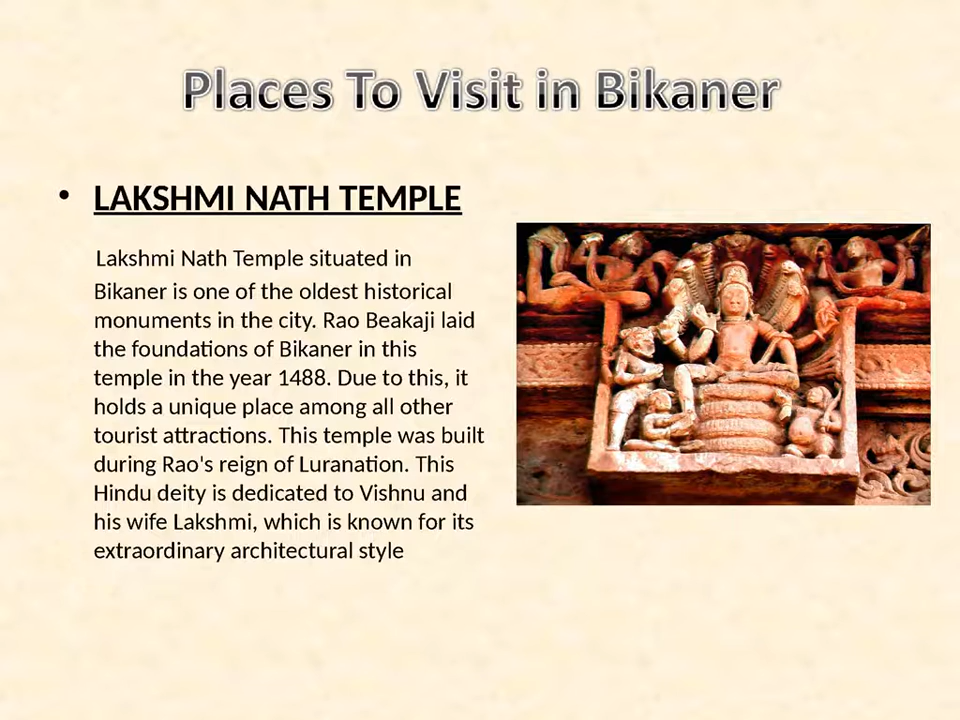 Places To Visit in Bikaner
• LAKSHMI NATH TEMPLE
Lakshmi Nath Temple situated in
Bikaner is one of the oldest historical
monuments in the city. Rao Beakaji laid
the foundations of Bikaner in this
temple in the year 1488. Due to this, it
holds a unique place among all other
tourist attractions. This temple was built
during Rao's reign of Luranation. This
Hindu deity is dedicated to Vishnu and
his wife Lakshmi, which is known for its
extraordinary architectural style